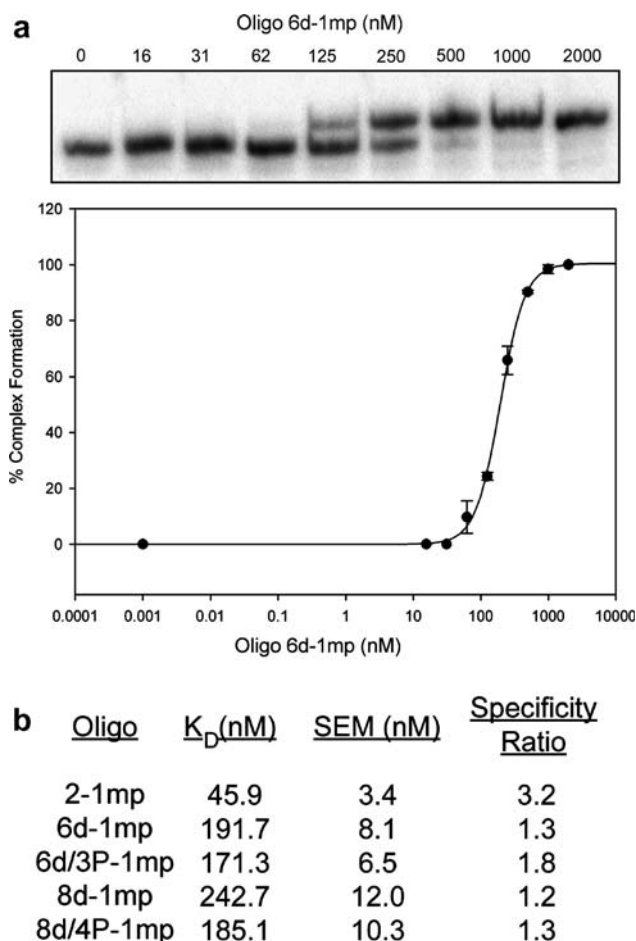 a
Oligo 6d-1mp (nM)
0 16 31 62 125 250 500 1000 2000
120
100
80
60
40
20
0
% Complex Formation
0.0001 0.001 0.01 0.1 1 10 100 1000 10000
Oligo 6d-1mp (nM)
b
Oligo K_D(nM) SEM (nM) Specificity Ratio
2-1mp 45.9 3.4 3.2
6d-1mp 191.7 8.1 1.3
6d/3P-1mp 171.3 6.5 1.8
8d-1mp 242.7 12.0 1.2
8d/4P-1mp 185.1 10.3 1.3